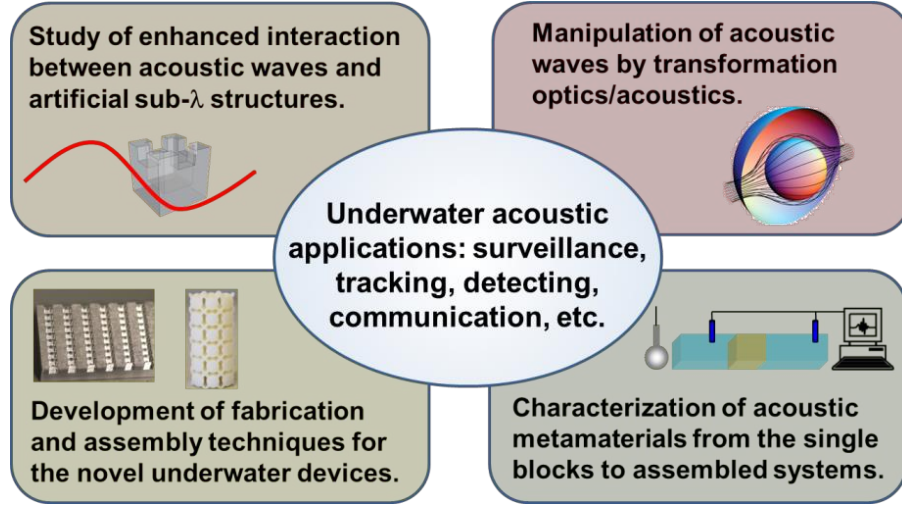 Study of enhanced interaction
between acoustic waves and
artificial sub-λ structures.
Manipulation of acoustic
waves by transformation
optics/acoustics.
Underwater acoustic
applications: surveillance,
tracking, detecting,
communication, etc.
Development of fabrication
and assembly techniques for
the novel underwater devices.
Characterization of acoustic
metamaterials from the single
blocks to assembled systems.